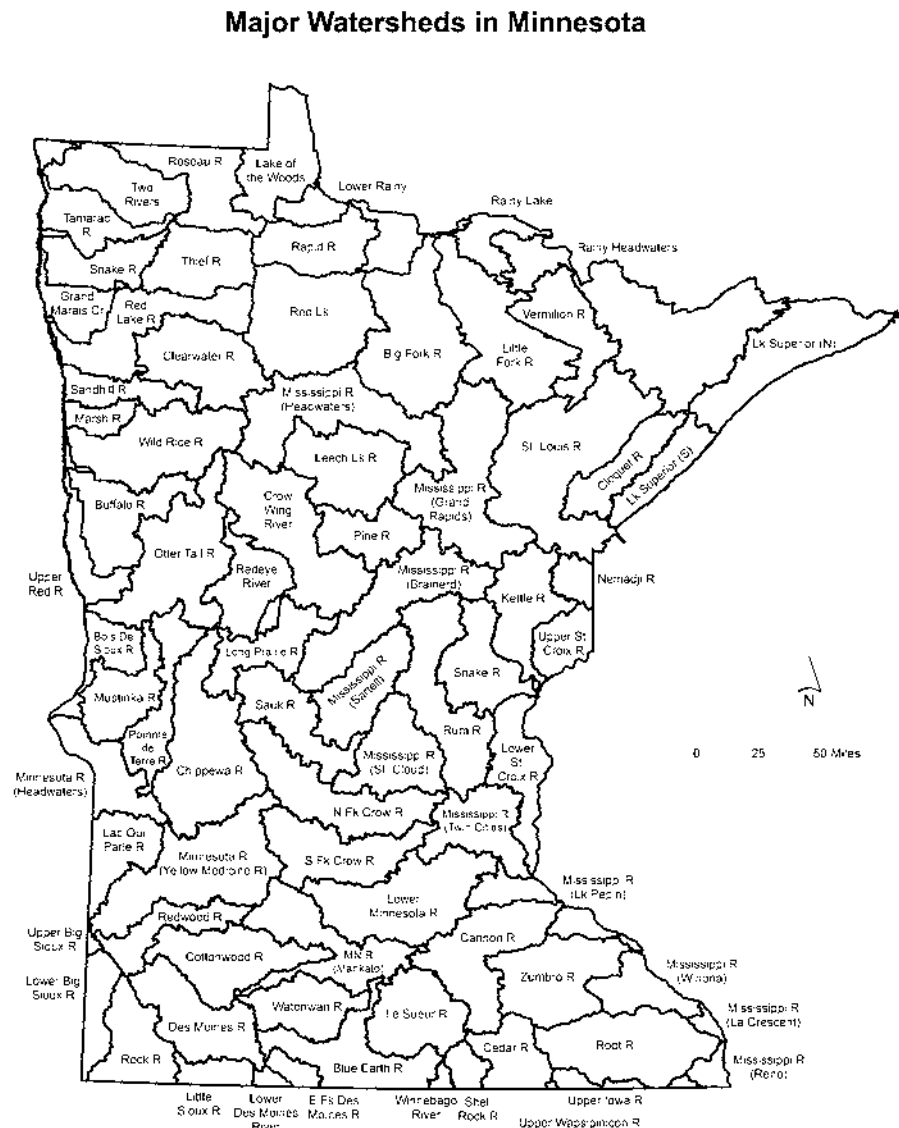 Major Watersheds in Minnesota
Roseau R
Lake of
the Woods
Two
Rivers
Lower Rainy
Rainy Lake
Tamarac
R
Rapid R
Rainy Headwaters
Snake R
Thief R
Grand
Marais Cr
Red
Lake R
Red Lk
Vermilion R
Lk Superior (N)
Clearwater R
Big Fork R
Little
Fork R
Sandhill R
Mississippi R
(Headwaters)
Marsh R
Wild Rice R
St. Louis R
Leech Lk R
Cloquet R
Lk Superior (S)
Buffalo R
Crow
Wing
River
Mississippi R
(Grand
Rapids)
Otter Tail R
Pine R
Upper
Red R
Redeye
River
Mississippi R
(Brainerd)
Kettle R
Nemadji R
Bois De
Sioux R
Long Prairie R
Upper St
Croix R
Mustinka R
Sauk R
Mississippi R
(Sartell)
Snake R
N
Pomme
de
Terre R
Rum R
Lower
St
Croix R
Mississippi R
(St. Cloud)
0 25 50 Miles
Minnesota R
(Headwaters)
Chippewa R
N Fk Crow R
Mississippi R
(Twin Cities)
Lac Qui
Parle R
Minnesota R
(Yellow Medicine R)
S Fk Crow R
Mississippi R
(Lk Pepin)
Lower
Minnesota R
Redwood R
Upper Big
Sioux R
Cannon R
Cottonwood R
MN R
(Mankato)
Zumbro R
Mississippi R
(Winona)
Lower Big
Sioux R
Watonwan R
Le Sueur R
Mississippi R
(La Crescent)
Des Moines R
Cedar R
Root R
Rock R
Blue Earth R
Mississippi R
(Reno)
Little
Sioux R
Lower
Des Moines
River
E Fk Des
Moines R
Winnebago
River
Shel
Rock R
Upper Iowa R
Upper Wapsipinicon R